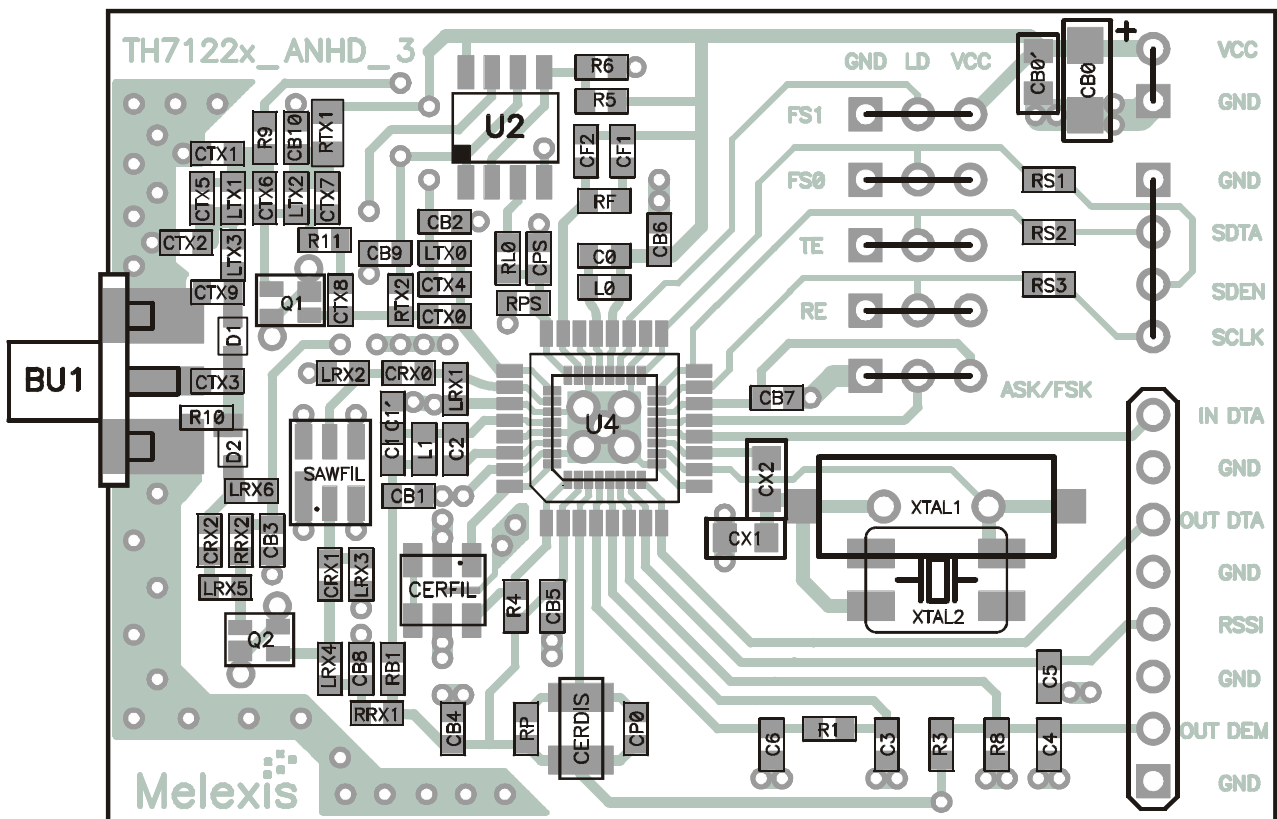 TH7122x_ANHD_3
R6
R5
U2
GND LD VCC
CB0'
CB0
+
VCC
GND
FS1
R9
CB10
RTX1
CTX1
CF2
CF1
CTX5
LTX1
CTX6
LTX2
CTX7
RF
FS0
RS1
GND
CTX2
LTX3
R11
CB2
CB9
LTX0
RL0
CPS
C0
CB6
TE
RS2
SDTA
CTX9
Q1
CTX8
RTX2
CTX4
CTX0
RPS
L0
RE
RS3
SDEN
SCLK
D1
BU1
CTX3
LRX2
CRX0
LRX1
CB7
ASK/FSK
R10
C1'
U4
IN DTA
D2
C1
L1
C2
SAWFIL
CX2
GND
LRX6
CB1
XTAL1
OUT DTA
CRX2
RRX2
CB3
CX1
CRX1
LRX3
LRX5
CERFIL
R4
CB5
XTAL2
GND
Q2
RSSI
LRX4
CB8
RB1
C5
GND
RRX1
CB4
RP
CERDIS
CP0
C6
R1
C3
R3
R8
C4
OUT DEM
Melexis
GND